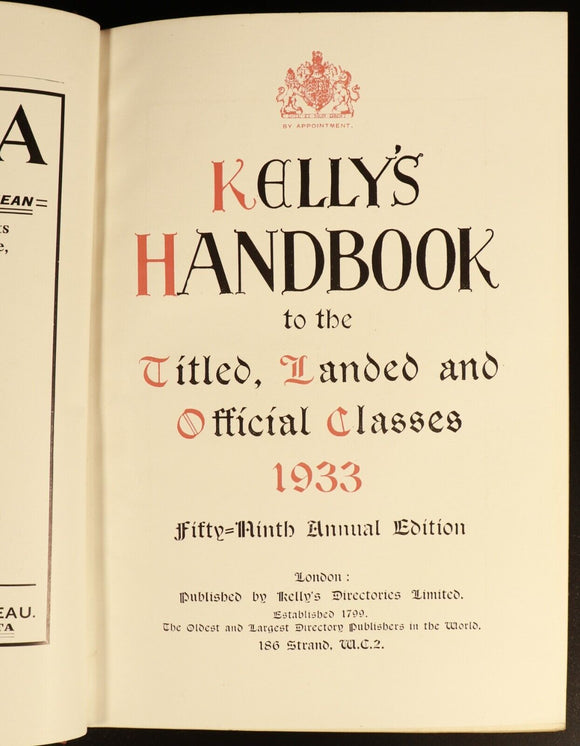 A
EAN
ts
e,
EAU.
TA
BY APPOINTMENT.
KELLY'S
HANDBOOK
to the
Titled, Landed and
Official Classes
1933
Fifty=Ninth Annual Edition
London:
Published by Kelly's Directories Limited.
Established 1799.
The Oldest and Largest Directory Publishers in the World.
186 Strand, W.C.2.